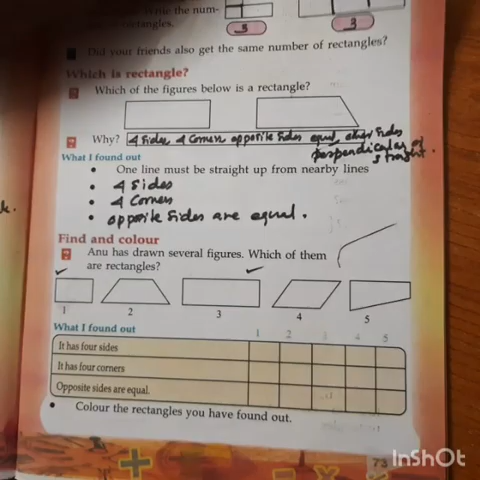 the num-
rectangles.
3 3
Did your friends also get the same number of rectangles?
Which is rectangle?
Which of the figures below is a rectangle?
Why? 4 Sides 4 Corners opposite Sides equal, other Sides
perpendicular of
straight.
What I found out
• One line must be straight up from nearby lines
• 4 Sides
k. • 4 Corners
• opposite Sides are equal.
Find and colour
Anu has drawn several figures. Which of them
are rectangles?
1 2 3 4 5
What I found out 1 2 3 4 5
It has four sides
It has four corners
Opposite sides are equal.
• Colour the rectangles you have found out.
73
InShOt